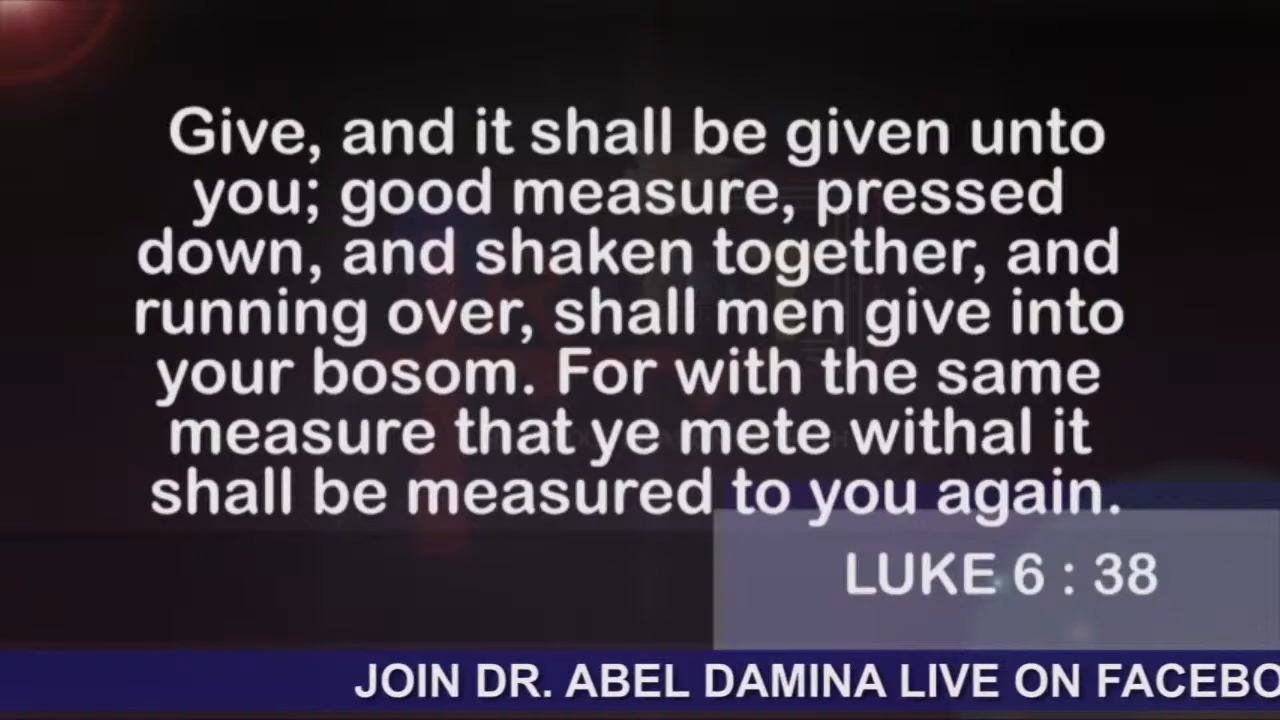 Give, and it shall be given unto
you; good measure, pressed
down, and shaken together, and
running over, shall men give into
your bosom. For with the same
measure that ye mete withal it
shall be measured to you again.
LUKE 6 : 38
JOIN DR. ABEL DAMINA LIVE ON FACEBO